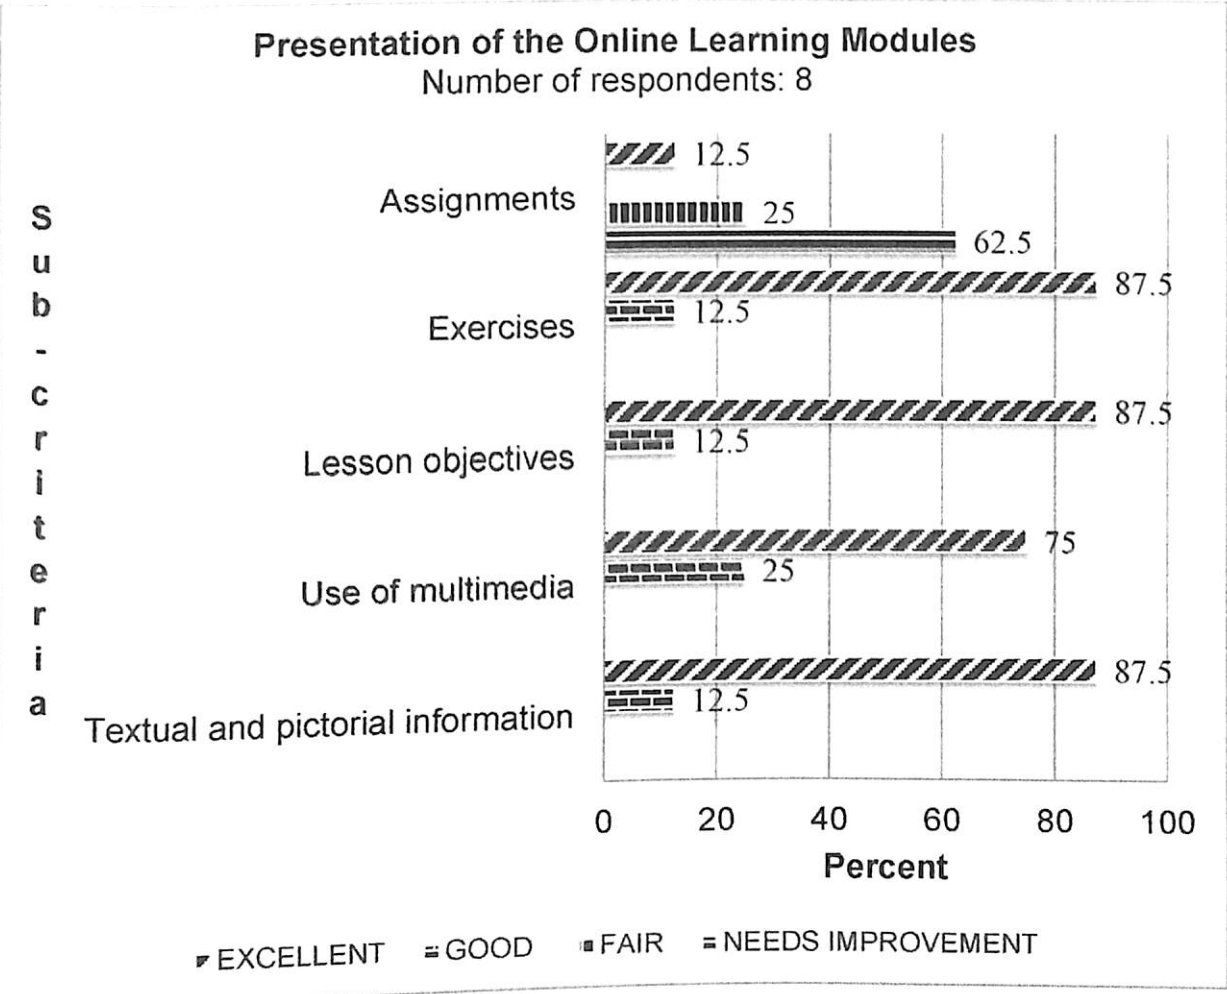 Presentation of the Online Learning Modules
Number of respondents: 8
Sub-criteria
Assignments
12.5
25
62.5
Exercises
87.5
12.5
Lesson objectives
87.5
12.5
Use of multimedia
75
25
Textual and pictorial information
87.5
12.5
0 20 40 60 80 100
Percent
EXCELLENT GOOD FAIR NEEDS IMPROVEMENT